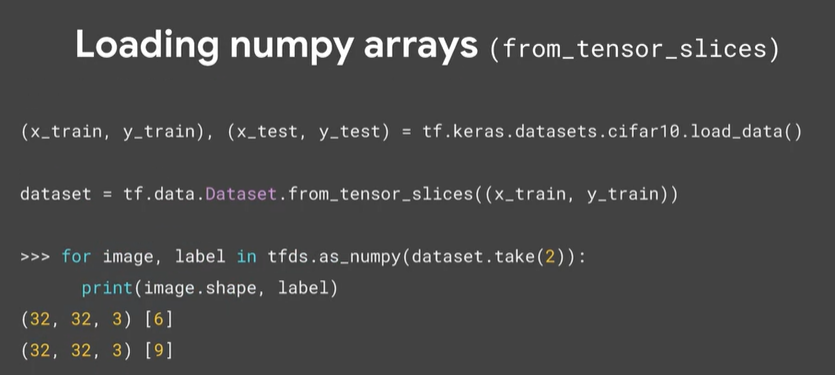 Loading numpy arrays (from_tensor_slices)
(x_train, y_train), (x_test, y_test) = tf.keras.datasets.cifar10.load_data()
dataset = tf.data.Dataset.from_tensor_slices((x_train, y_train))
>>> for image, label in tfds.as_numpy(dataset.take(2)):
print(image.shape, label)
(32, 32, 3) [6]
(32, 32, 3) [9]